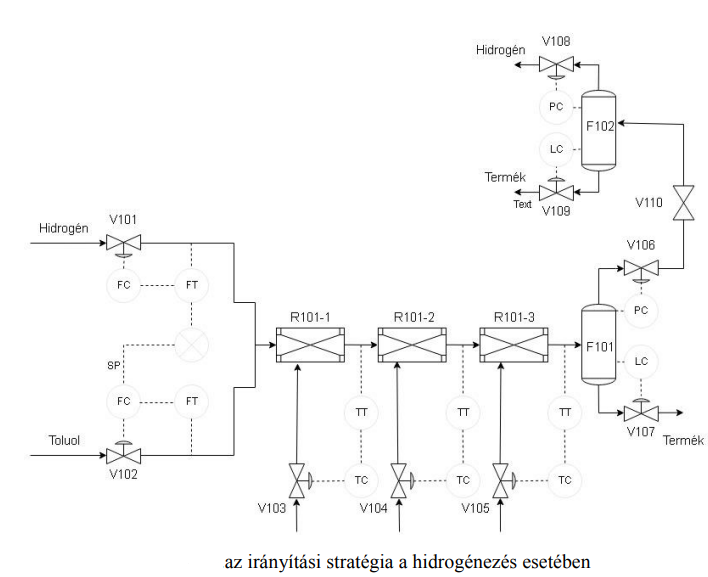 V108
Hidrogén
PC
F102
LC
Termék
Text
V109
V110
Hidrogén
V101
FC
FT
V106
PC
R101-1
R101-2
R101-3
F101
LC
SP
FC
FT
TT
TT
TT
V107
Termék
Toluol
V102
TC
TC
TC
V103
V104
V105
az irányítási stratégia a hidrogénezés esetében